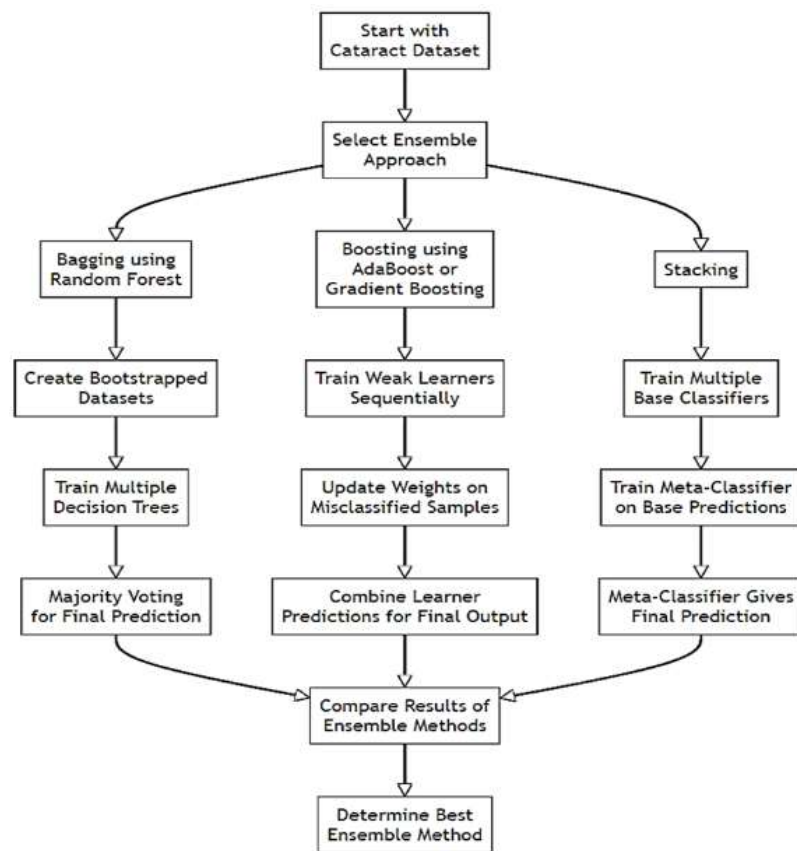 Start with
Cataract Dataset
Select Ensemble
Approach
Bagging using
Random Forest
Boosting using
AdaBoost or
Gradient Boosting
Stacking
Create Bootstrapped
Datasets
Train Weak Learners
Sequentially
Train Multiple
Base Classifiers
Train Multiple
Decision Trees
Update Weights on
Misclassified Samples
Train Meta-Classifier
on Base Predictions
Majority Voting
for Final Prediction
Combine Learner
Predictions for Final Output
Meta-Classifier Gives
Final Prediction
Compare Results of
Ensemble Methods
Determine Best
Ensemble Method